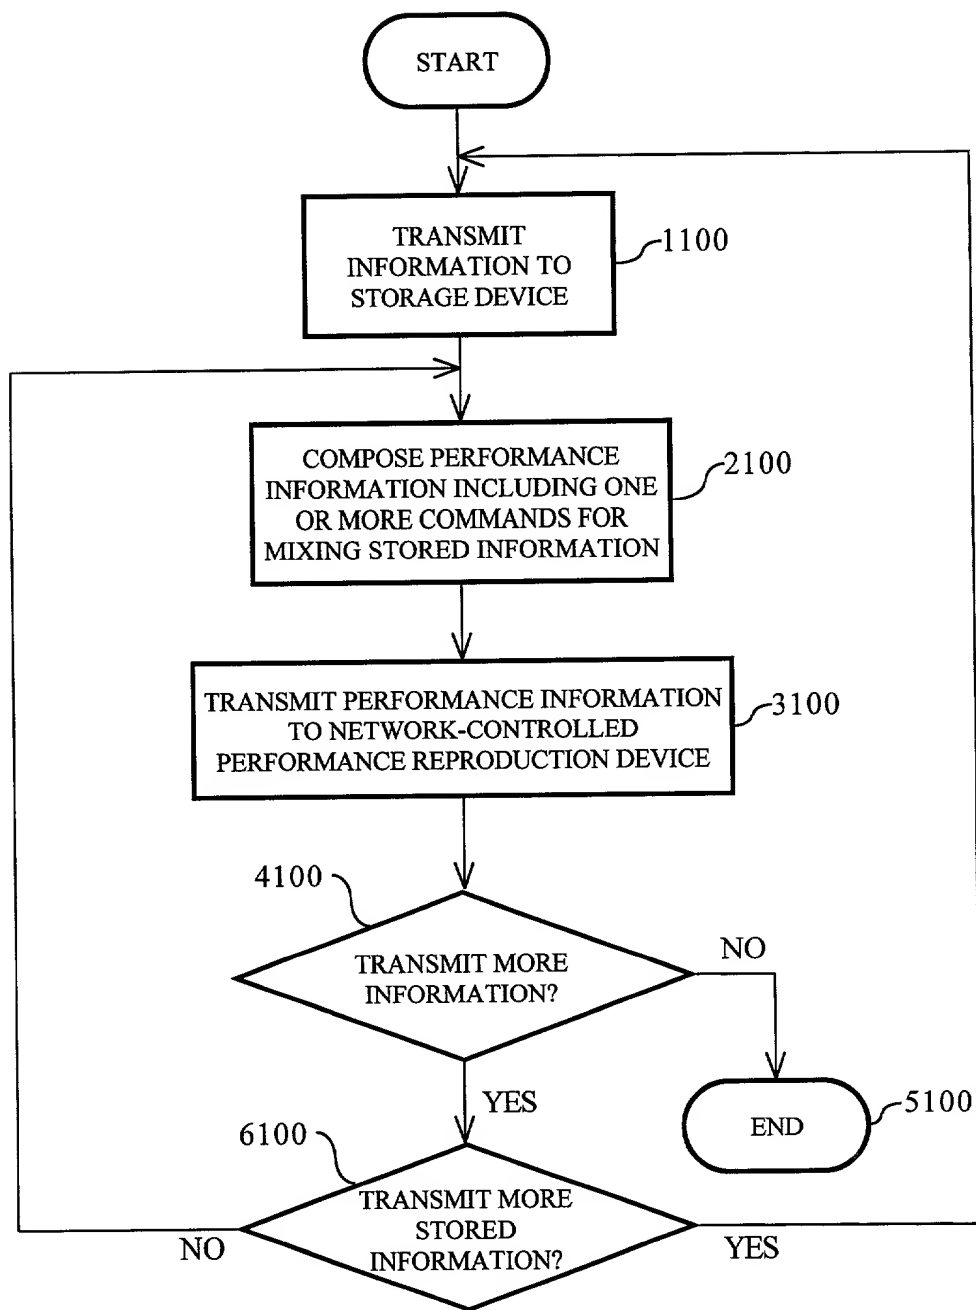 START
TRANSMIT
INFORMATION TO
STORAGE DEVICE
1100
COMPOSE PERFORMANCE
INFORMATION INCLUDING ONE
OR MORE COMMANDS FOR
MIXING STORED INFORMATION
2100
TRANSMIT PERFORMANCE INFORMATION
TO NETWORK-CONTROLLED
PERFORMANCE REPRODUCTION DEVICE
3100
4100
TRANSMIT MORE
INFORMATION?
NO
YES
END
5100
6100
TRANSMIT MORE
STORED
INFORMATION?
NO
YES